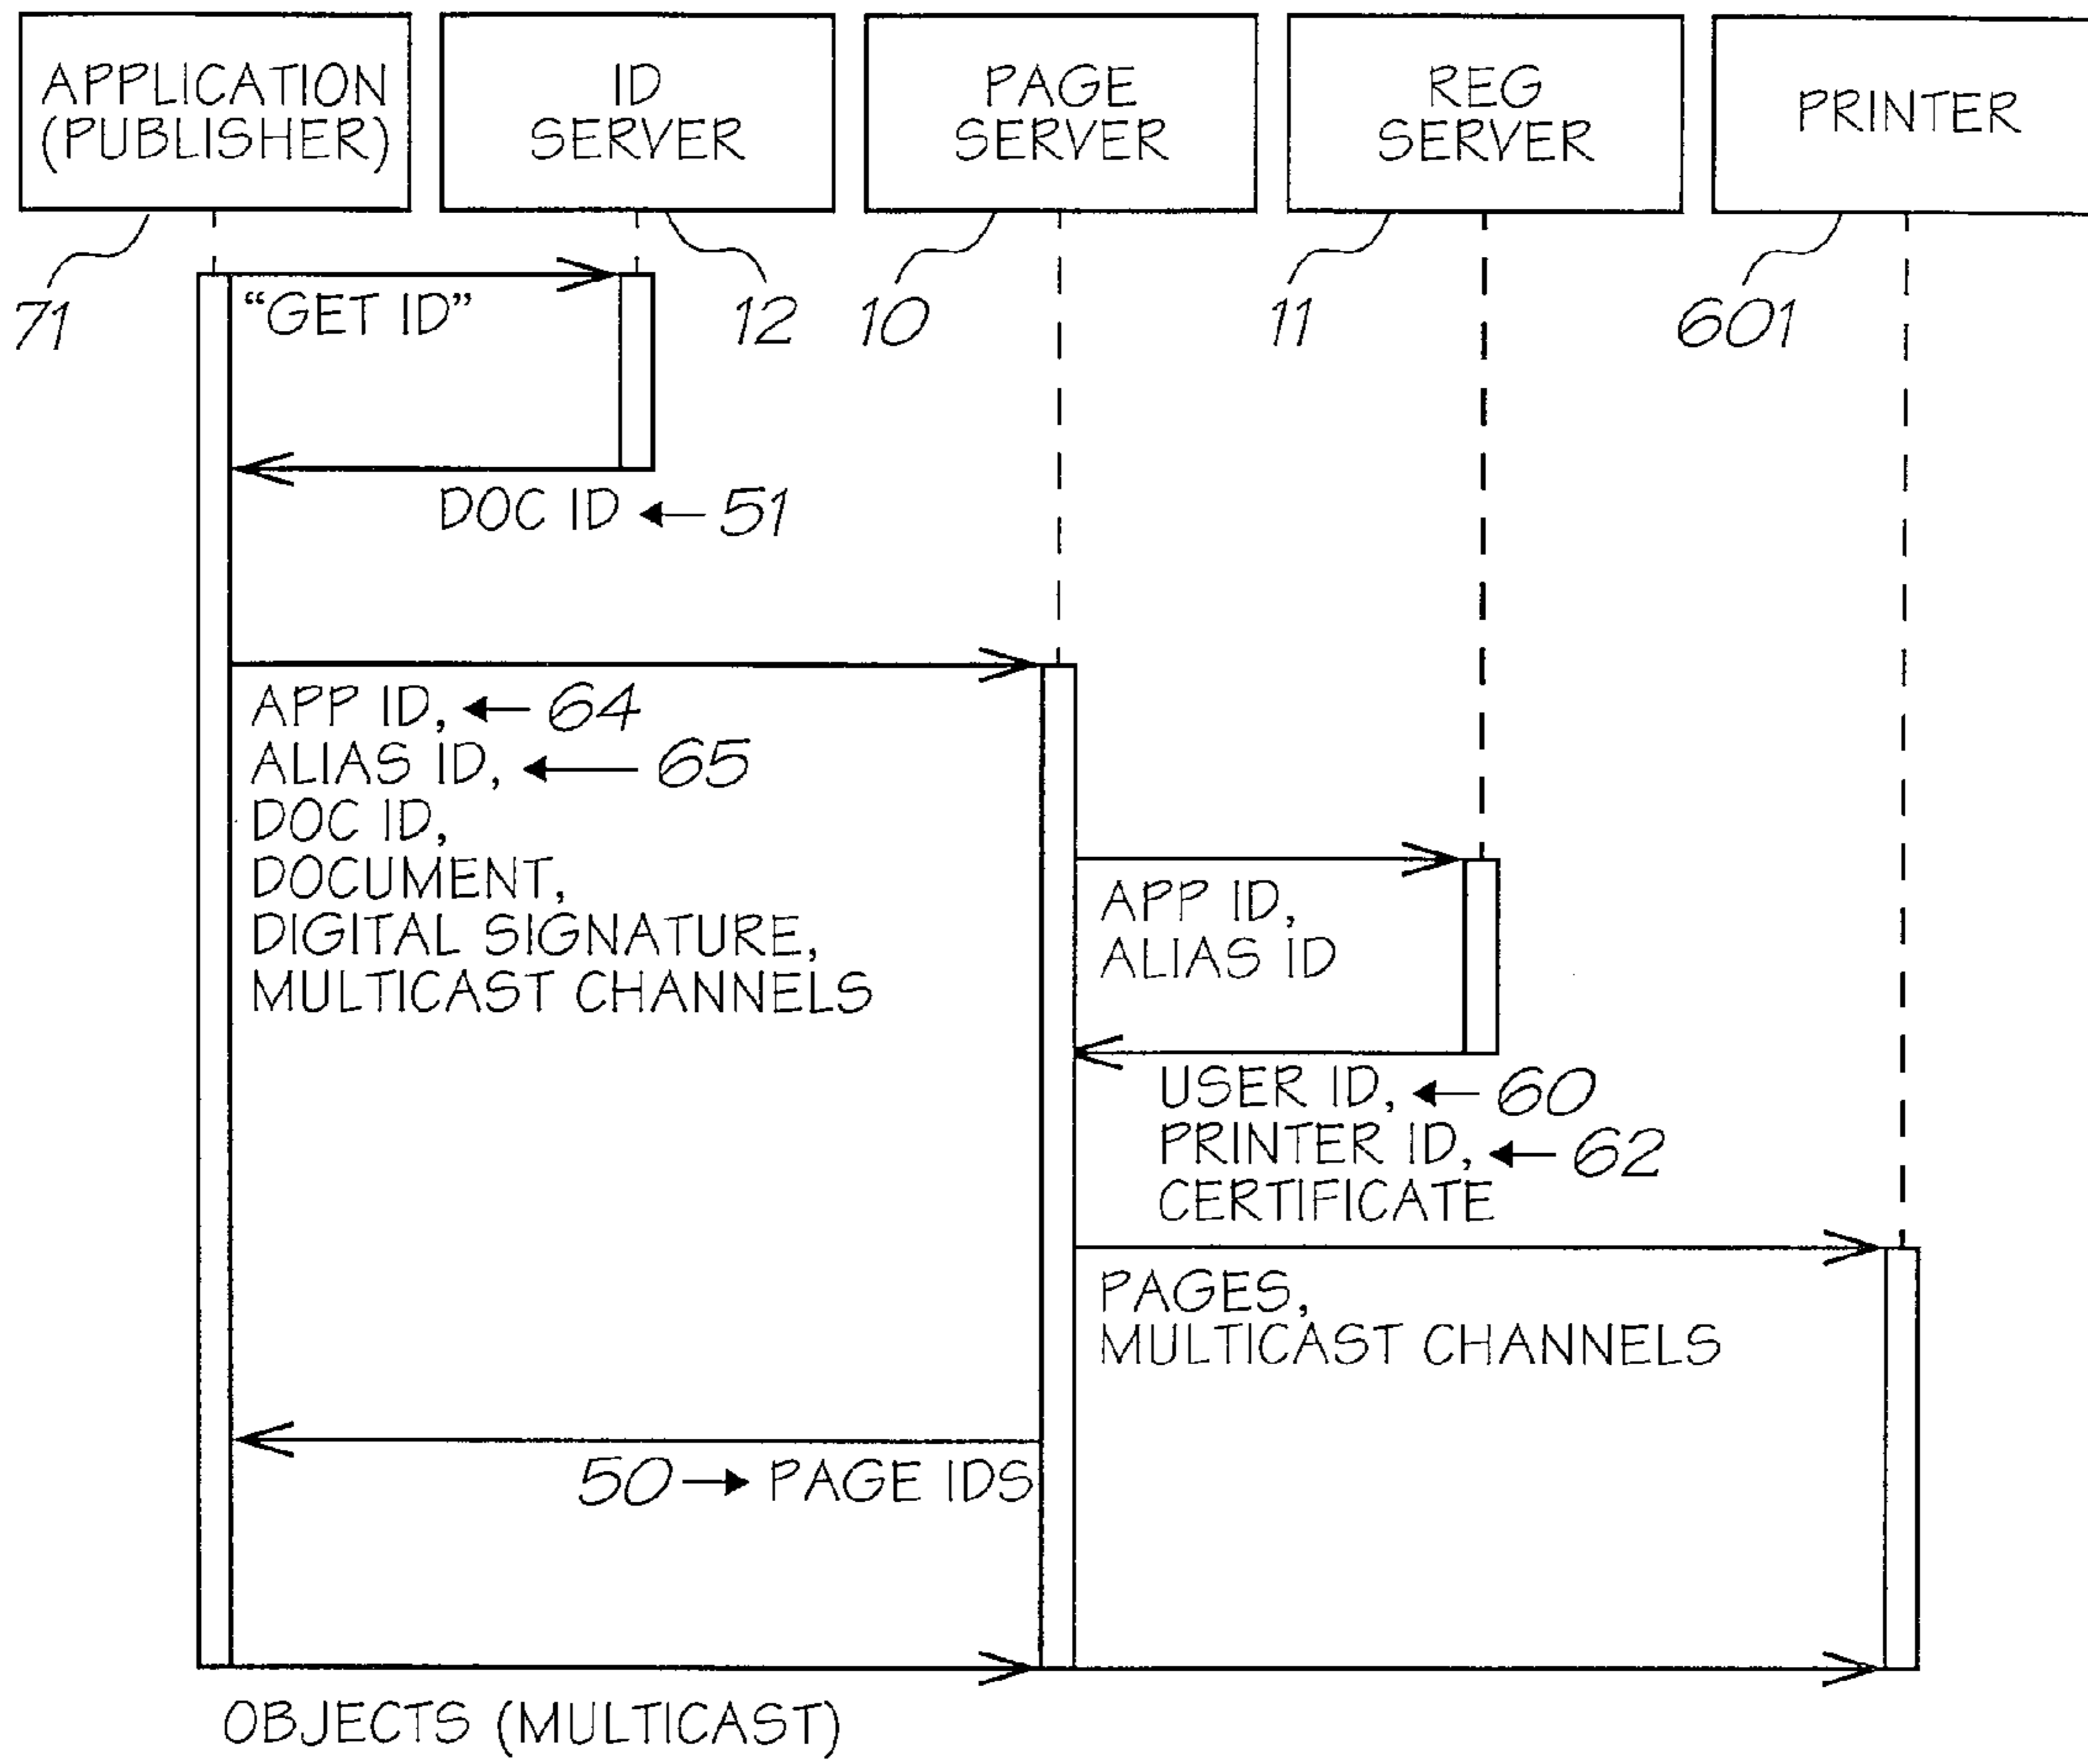 APPLICATION
(PUBLISHER)
ID
SERVER
PAGE
SERVER
REG
SERVER
PRINTER
71
12
10
11
601
“GET ID”
DOC ID 51
APP ID, 64
ALIAS ID, 65
DOC ID,
DOCUMENT,
DIGITAL SIGNATURE,
MULTICAST CHANNELS
APP ID,
ALIAS ID
USER ID, 60
PRINTER ID, 62
CERTIFICATE
PAGES,
MULTICAST CHANNELS
50 PAGE IDS
OBJECTS (MULTICAST)